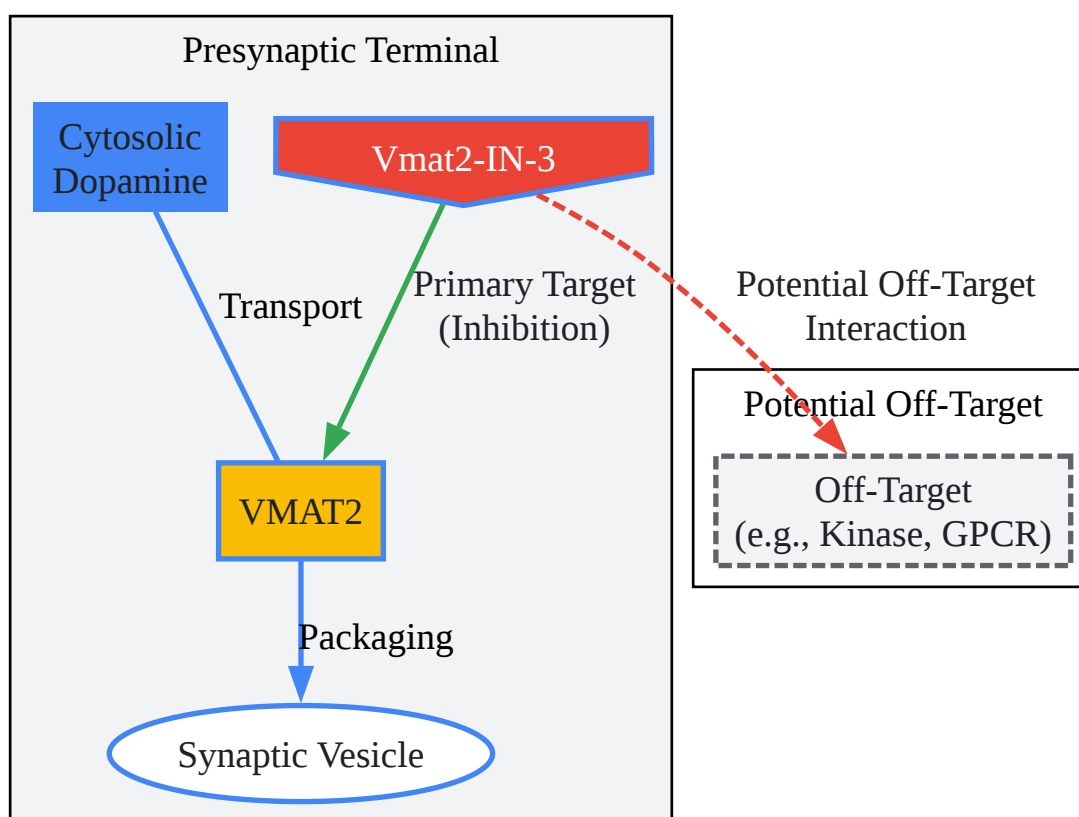 Presynaptic Terminal
Cytosolic
Dopamine
Vmat2-IN-3
Transport
Primary Target
(Inhibition)
Potential Off-Target
Interaction
Potential Off-Target
Off-Target
(e.g., Kinase, GPCR)
VMAT2
Packaging
Synaptic Vesicle